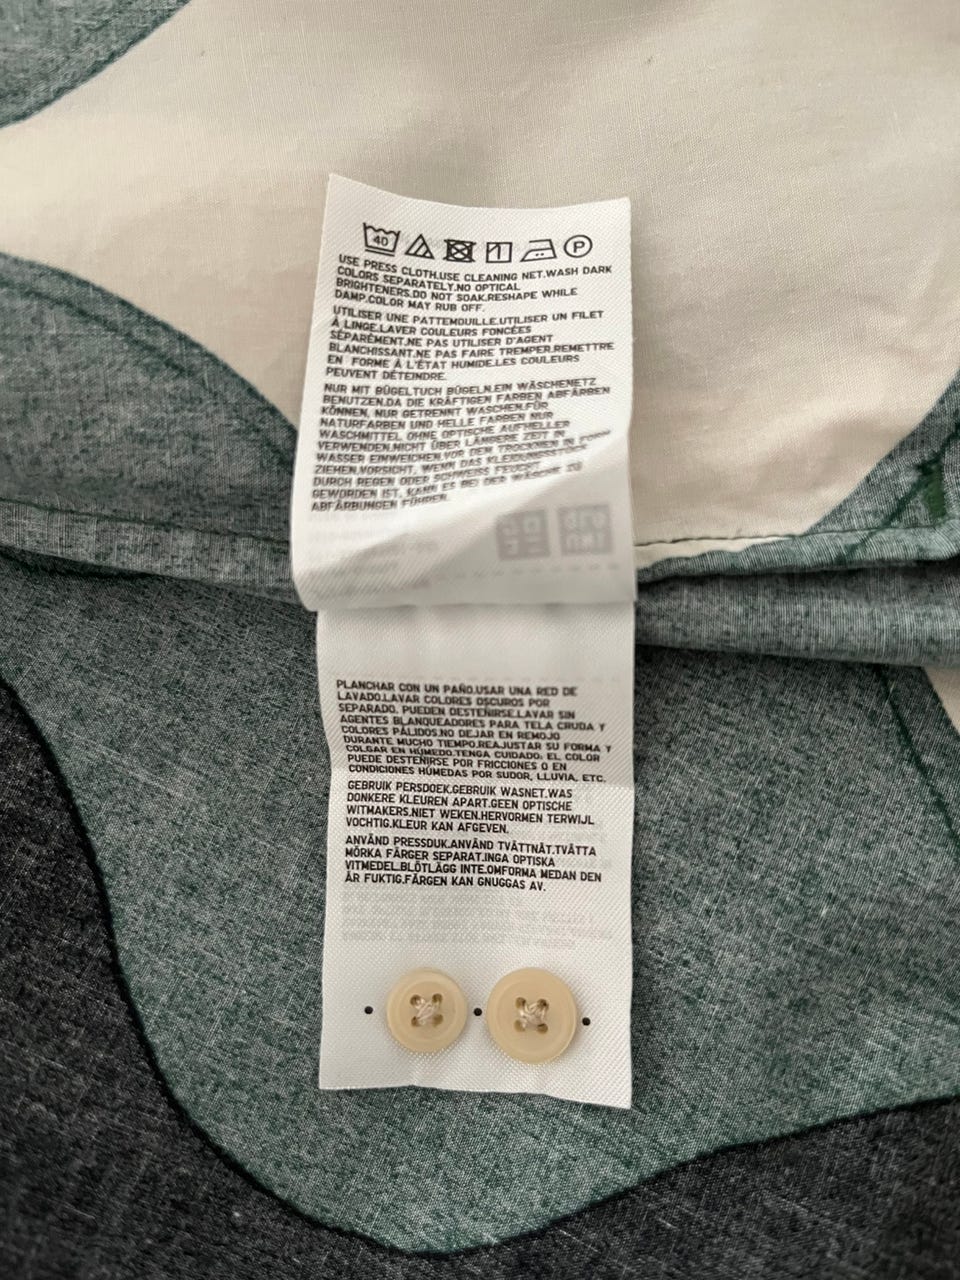 40 P
USE PRESS CLOTH.USE CLEANING NET.WASH DARK
COLORS SEPARATELY.NO OPTICAL
BRIGHTENERS.DO NOT SOAK.RESHAPE WHILE
DAMP.COLOR MAY RUB OFF.
UTILISER UNE PATTEMOUILLE.UTILISER UN FILET
À LINGE.LAVER COULEURS FONCÉES
SÉPARÉMENT.NE PAS UTILISER D'AGENT
BLANCHISSANT.NE PAS FAIRE TREMPER.REMETTRE
EN FORME À L'ÉTAT HUMIDE.LES COULEURS
PEUVENT DÉTEINDRE.
NUR MIT BÜGELTUCH BÜGELN.EIN WÄSCHENETZ
BENUTZEN.DA DIE KRÄFTIGEN FARBEN ABFÄRBEN
KÖNNEN, NUR GETRENNT WASCHEN.FÜR
NATURFARBEN UND HELLE FARBEN NUR
WASCHMITTEL OHNE OPTISCHE AUFHELLER
VERWENDEN.NICHT ÜBER LÄNGERE ZEIT IN
WASSER EINWEICHEN.VOR DEM TROCKNEN IN FORM
ZIEHEN.VORSICHT, WENN DAS KLEIDUNGSSTÜCK
DURCH REGEN ODER SCHWEISS FEUCHT
GEWORDEN IST, KANN ES BEI DER WÄSCHE ZU
ABFÄRBUNGEN FÜHREN.
PLANCHAR CON UN PAÑO.USAR UNA RED DE
LAVADO.LAVAR COLORES OSCUROS POR
SEPARADO, PUEDEN DESTEÑIRSE.LAVAR SIN
AGENTES BLANQUEADORES PARA TELA CRUDA Y
COLORES PÁLIDOS.NO DEJAR EN REMOJO
DURANTE MUCHO TIEMPO.REAJUSTAR SU FORMA Y
COLGAR EN HÚMEDO.TENGA CUIDADO: EL COLOR
PUEDE DESTEÑIRSE POR FRICCIONES O EN
CONDICIONES HÚMEDAS POR SUDOR, LLUVIA, ETC.
GEBRUIK PERSDOEK.GEBRUIK WASNET.WAS
DONKERE KLEUREN APART.GEEN OPTISCHE
WITMAKERS.NIET WEKEN.HERVORMEN TERWIJL
VOCHTIG.KLEUR KAN AFGEVEN.
ANVÄND PRESSDUK.ANVÄND TVÄTTNÄT.TVÄTTA
MÖRKA FÄRGER SEPARAT.INGA OPTISKA
VITMEDEL.BLÖTLÄGG INTE.OMFORMA MEDAN DEN
ÄR FUKTIG.FÄRGEN KAN GNUGGAS AV.